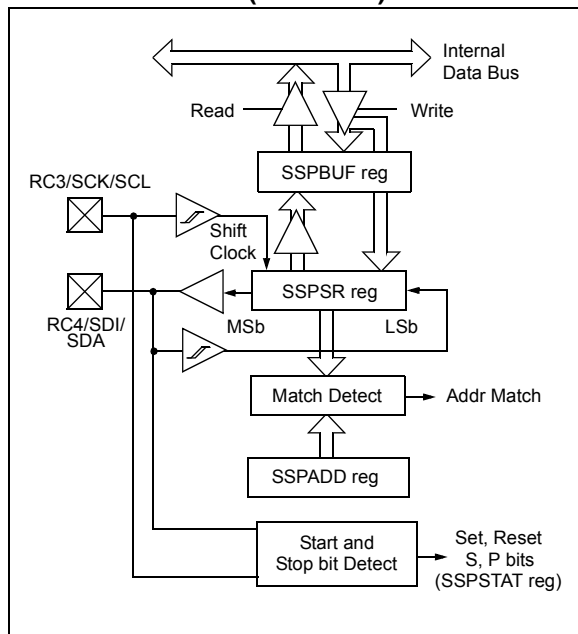 Internal
Data Bus
Read
Write
SSPBUF reg
RC3/SCK/SCL
Shift
Clock
SSPSR reg
MSb
LSb
RC4/SDI/
SDA
Match Detect
Addr Match
SSPADD reg
Start and
Stop bit Detect
Set, Reset
S, P bits
(SSPSTAT reg)